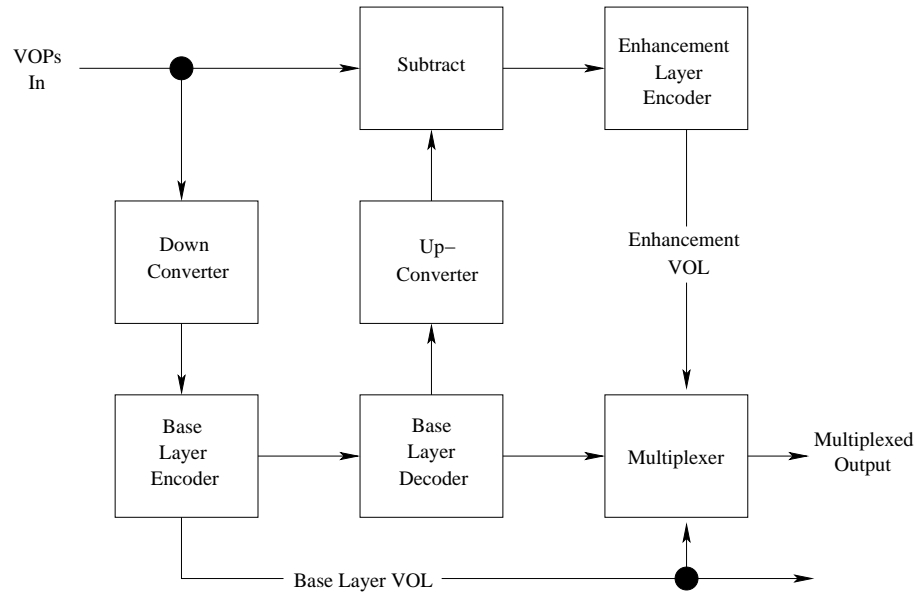 VOPs
In
Subtract
Enhancement
Layer
Encoder
Down
Converter
Up–
Converter
Enhancement
VOL
Base
Layer
Encoder
Base
Layer
Decoder
Multiplexer
Multiplexed
Output
Base Layer VOL